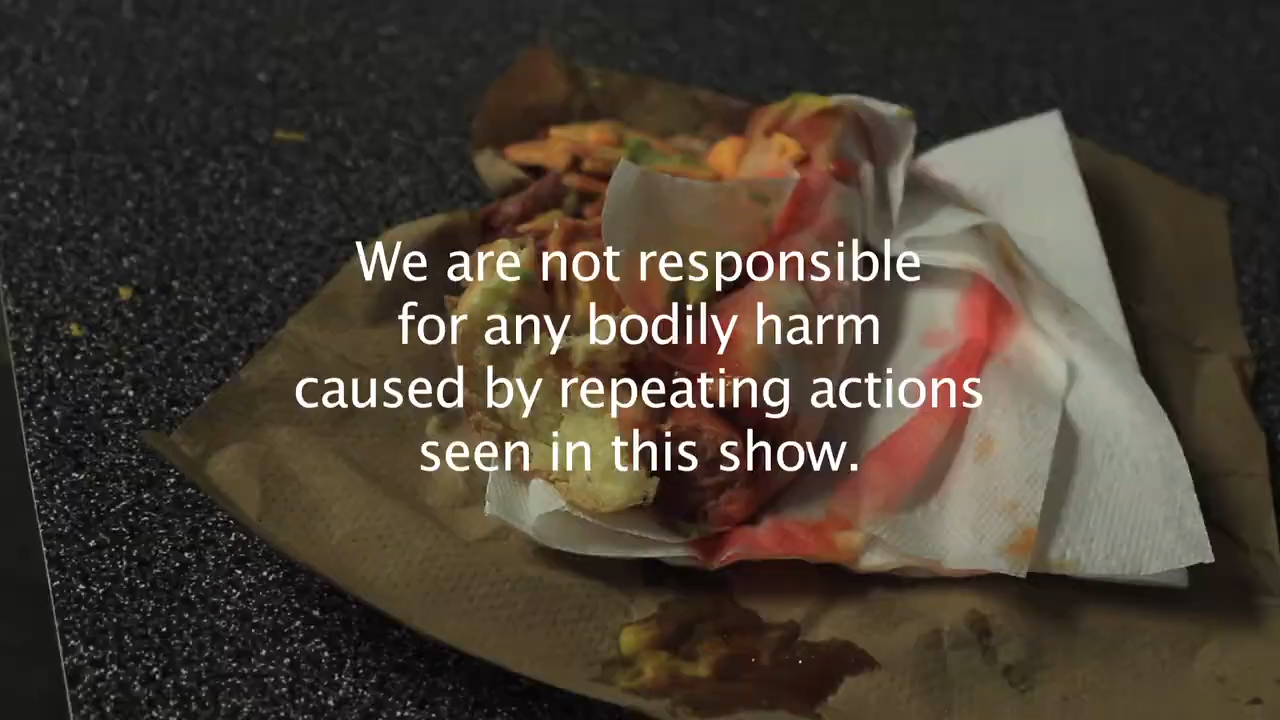 We are not responsible
for any bodily harm
caused by repeating actions
seen in this show.